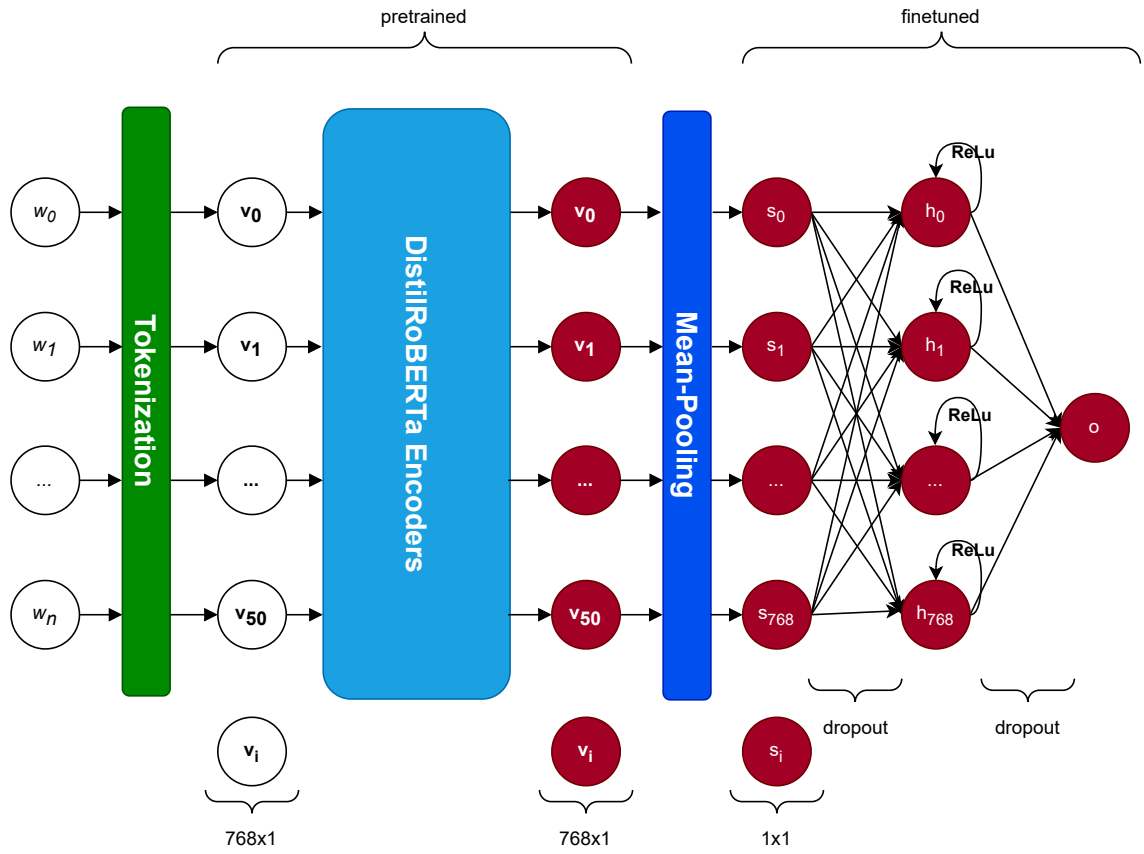 pretrained
finetuned
w0
w1
...
wn
Tokenization
v0
v1
...
v50
DistilRoBERTa Encoders
v0
v1
...
v50
Mean-Pooling
s0
s1
...
s768
ReLu
h0
ReLu
h1
ReLu
...
ReLu
h768
o
dropout
dropout
vi
vi
si
768x1
768x1
1x1